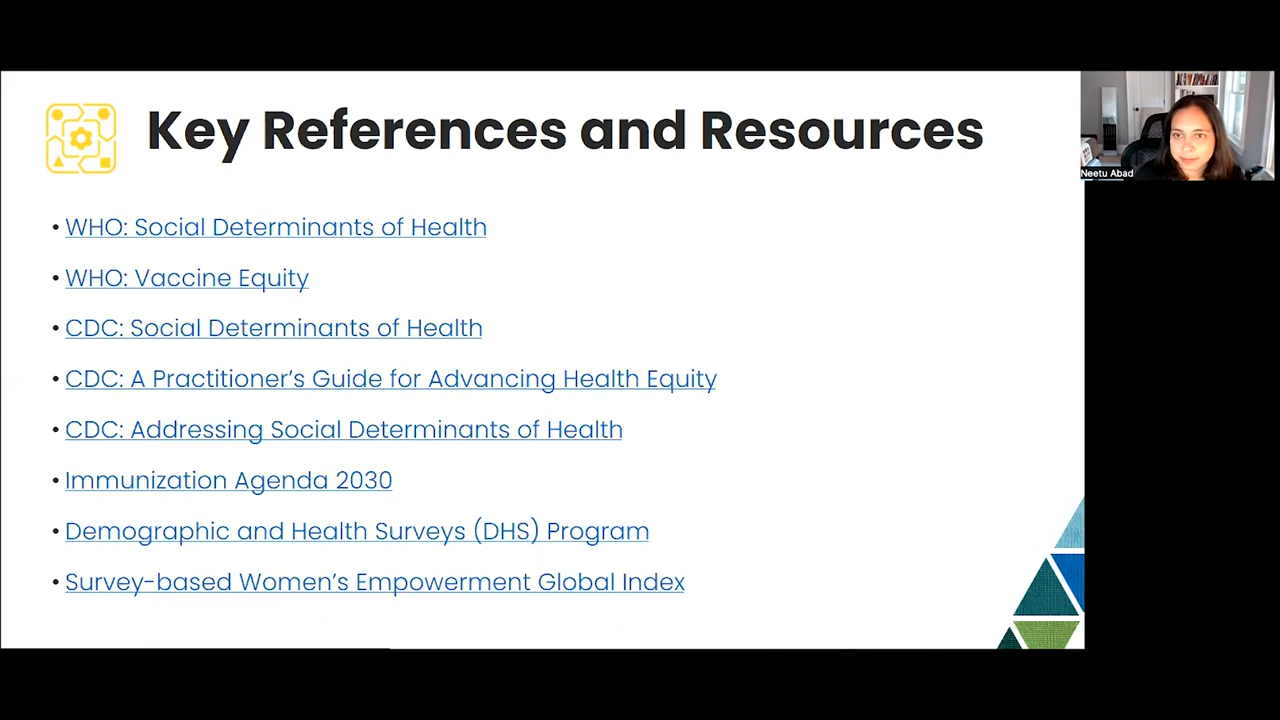 Key References and Resources
Neetu Abad
• WHO: Social Determinants of Health
• WHO: Vaccine Equity
• CDC: Social Determinants of Health
• CDC: A Practitioner’s Guide for Advancing Health Equity
• CDC: Addressing Social Determinants of Health
• Immunization Agenda 2030
• Demographic and Health Surveys (DHS) Program
• Survey-based Women’s Empowerment Global Index